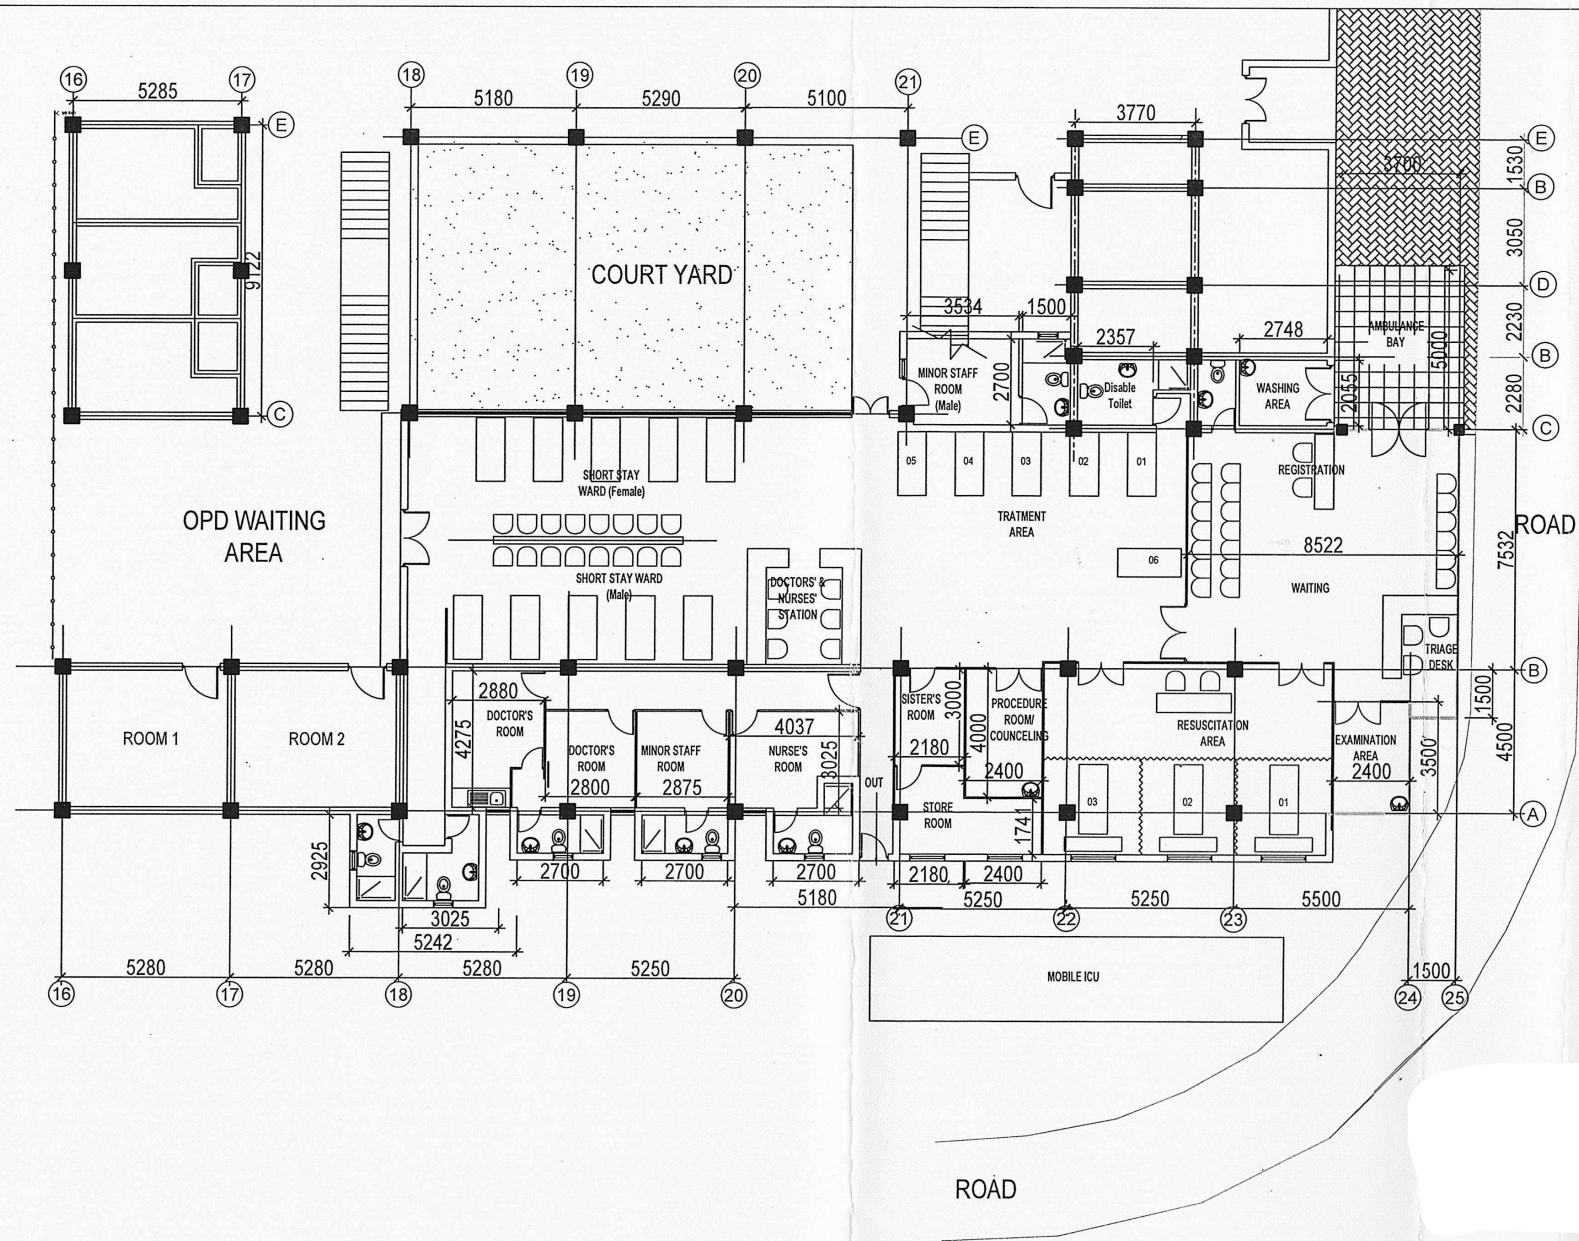 16
17
18
19
20
21
5285
5180
5290
5100
3770
E
E
E
1530
3700
B
9122
3050
COURT YARD
D
3534
1500
2230
AMBULANCE
BAY
5000
2357
2748
B
MINOR STAFF
ROOM
(Male)
2700
Disable
Toilet
WASHING
AREA
2055
2280
C
C
05
04
03
02
01
REGISTRATION
SHORT STAY
WARD (Female)
OPD WAITING
AREA
TRATMENT
AREA
ROAD
7532
8522
06
SHORT STAY WARD
(Male)
DOCTORS' &
NURSES'
STATION
WAITING
TRIAGE
DESK
B
2880
DOCTOR'S
ROOM
4275
SISTER'S
ROOM
3000
PROCEDURE
ROOM/
COUNCELING
4000
1500
ROOM 1
ROOM 2
4037
RESUSCITATION
AREA
EXAMINATION
AREA
4500
DOCTOR'S
ROOM
MINOR STAFF
ROOM
NURSE'S
ROOM
3025
2180
2400
2400
3500
2800
2875
OUT
STORE
ROOM
1741
03
02
01
A
2925
2700
2700
2700
2180
2400
5180
5250
5250
5500
21
22
23
3025
5242
5280
5280
5280
5250
MOBILE ICU
1500
16
17
18
19
20
24
25
ROAD